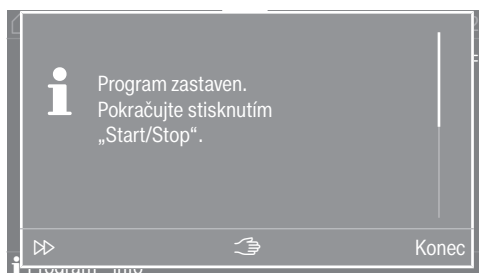 Program zastaven.
Pokračujte stisknutím
„Start/Stop“.
Konec